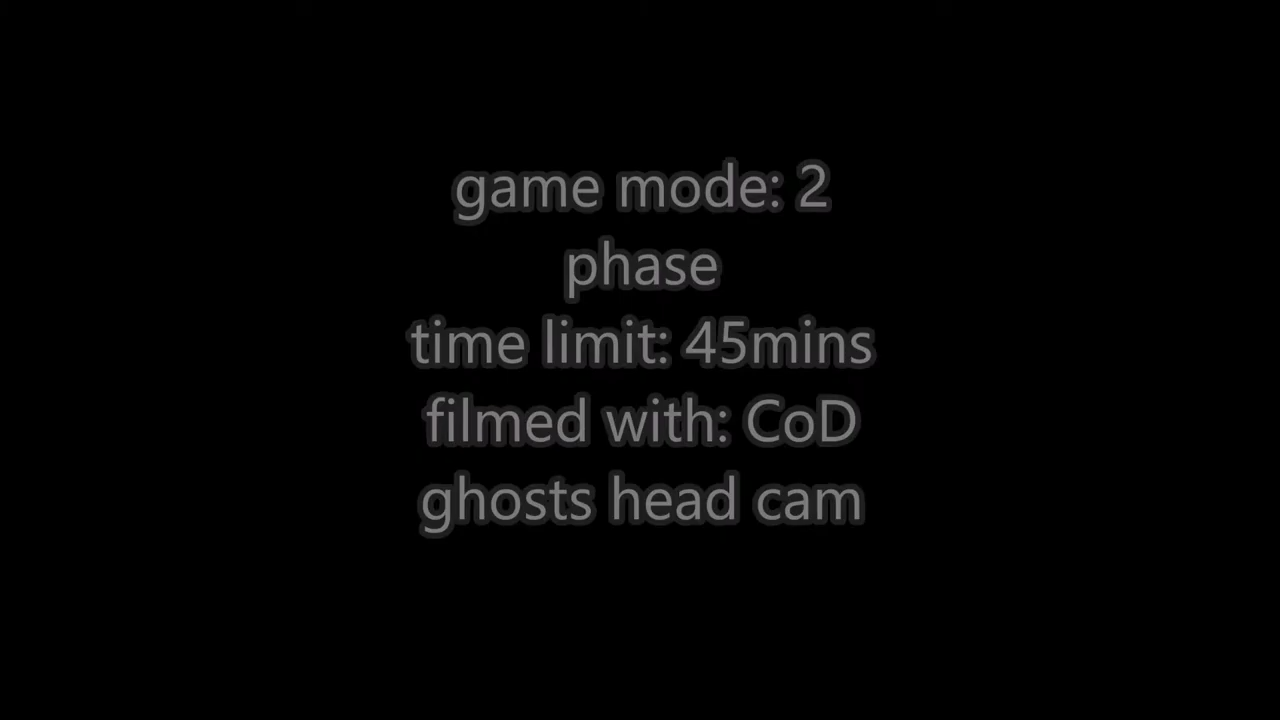 game mode: 2
phase
time limit: 45mins
filmed with: CoD
ghosts head cam